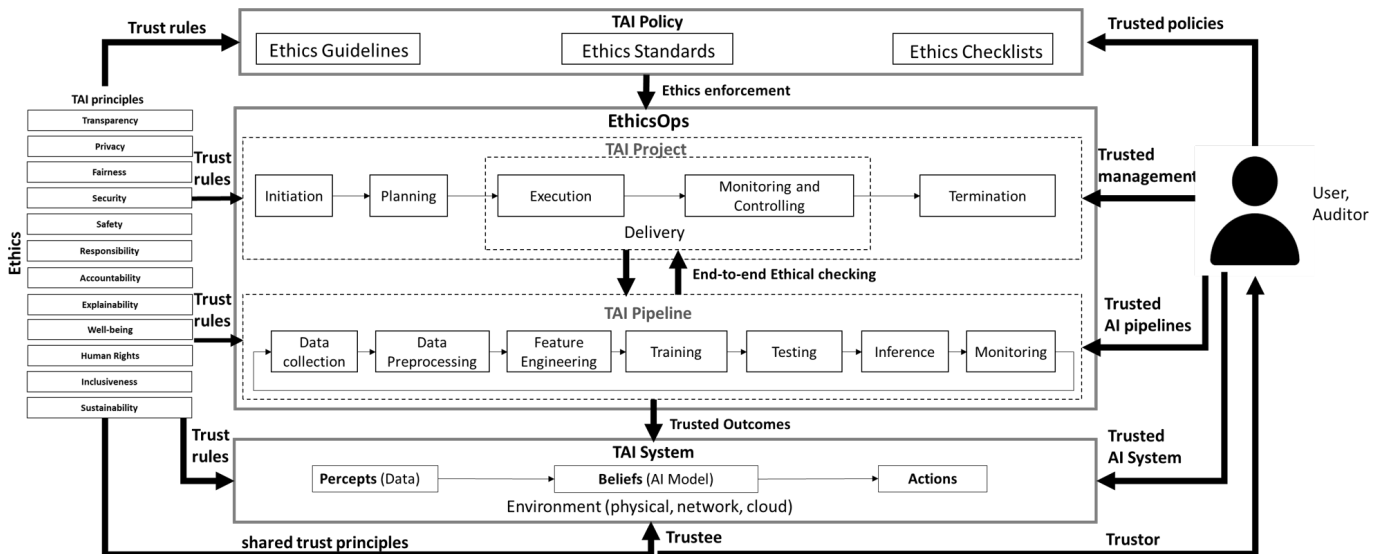 TAI Policy
Trust rules
Trusted policies
Ethics Guidelines
Ethics Standards
Ethics Checklists
Ethics enforcement
TAI principles
Transparency
Privacy
Fairness
Security
Safety
Responsibility
Accountability
Explainability
Well-being
Human Rights
Inclusiveness
Sustainability
Ethics
EthicsOps
TAI Project
Trust
rules
Initiation
Planning
Execution
Monitoring and
Controlling
Termination
Delivery
Trusted
management
User,
Auditor
End-to-end Ethical checking
Trust
rules
TAI Pipeline
Data
collection
Data
Preprocessing
Feature
Engineering
Training
Testing
Inference
Monitoring
Trusted
AI pipelines
Trusted Outcomes
Trust
rules
TAI System
Percepts (Data)
Beliefs (AI Model)
Actions
Environment (physical, network, cloud)
Trusted
AI System
shared trust principles
Trustee
Trustor